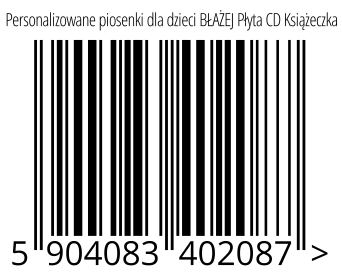 Personalizowane piosenki dla dzieci BŁAŻEJ Płyta CD Książeczka
5 904083 402087 >